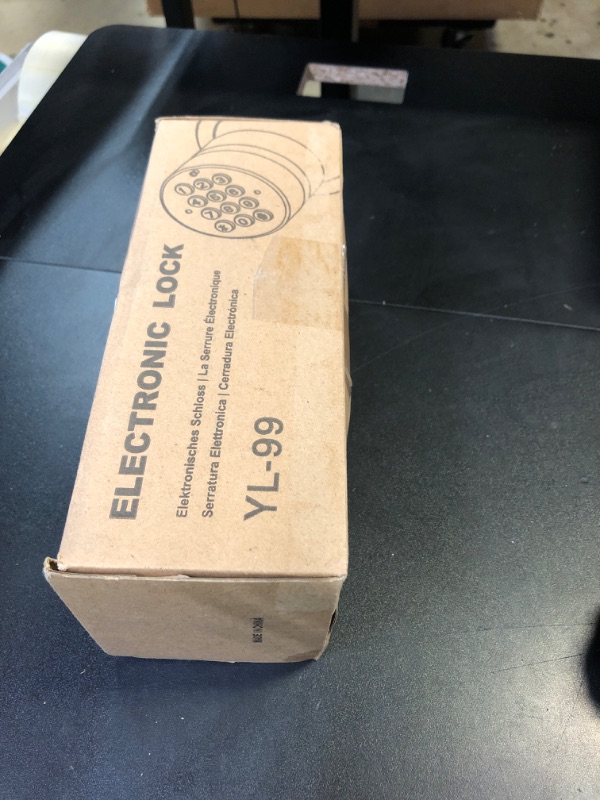 ELECTRONIC LOCK
Elektronisches Schloss | La Serrure Électronique
Serratura Elettronica | Cerradura Electrónica
YL-99
MADE IN CHINA